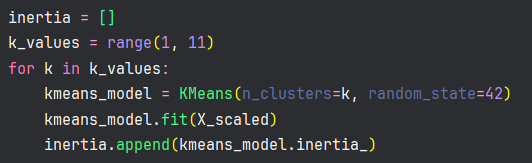 inertia = []
k_values = range(1, 11)
for k in k_values:
    kmeans_model = KMeans(n_clusters=k, random_state=42)
    kmeans_model.fit(X_scaled)
    inertia.append(kmeans_model.inertia_)